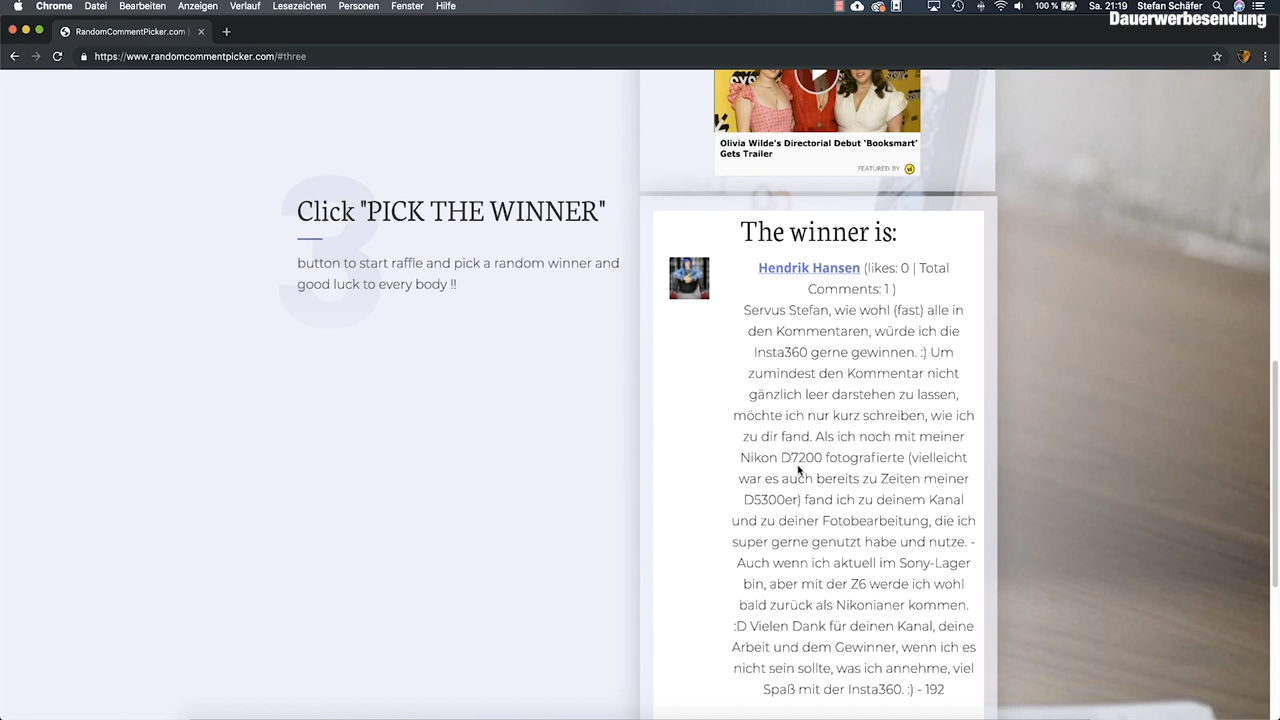 Chrome Datei Bearbeiten Anzeigen Verlauf Lesezeichen Personen Fenster Hilfe 100 % Sa. 21:19 Stefan Schäfer
Dauerwerbesendung
RandomCommentPicker.com |
https://www.randomcommentpicker.com/#three
Olivia Wilde's Directorial Debut 'Booksmart'
Gets Trailer
FEATURED BY vi
3
Click "PICK THE WINNER"
button to start raffle and pick a random winner and
good luck to every body !!
The winner is:
Hendrik Hansen (likes: 0 | Total
Comments: 1 )
Servus Stefan, wie wohl (fast) alle in
den Kommentaren, würde ich die
Insta360 gerne gewinnen. :) Um
zumindest den Kommentar nicht
gänzlich leer darstehen zu lassen,
möchte ich nur kurz schreiben, wie ich
zu dir fand. Als ich noch mit meiner
Nikon D7200 fotografierte (vielleicht
war es auch bereits zu Zeiten meiner
D5300er) fand ich zu deinem Kanal
und zu deiner Fotobearbeitung, die ich
super gerne genutzt habe und nutze. -
Auch wenn ich aktuell im Sony-Lager
bin, aber mit der Z6 werde ich wohl
bald zurück als Nikonianer kommen.
:D Vielen Dank für deinen Kanal, deine
Arbeit und dem Gewinner, wenn ich es
nicht sein sollte, was ich annehme, viel
Spaß mit der Insta360. :) - 192